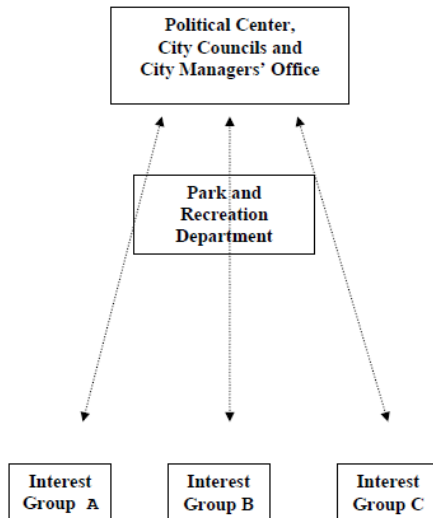 Political Center,
City Councils and
City Managers’ Office
Park and
Recreation
Department
Interest
Group A
Interest
Group B
Interest
Group C